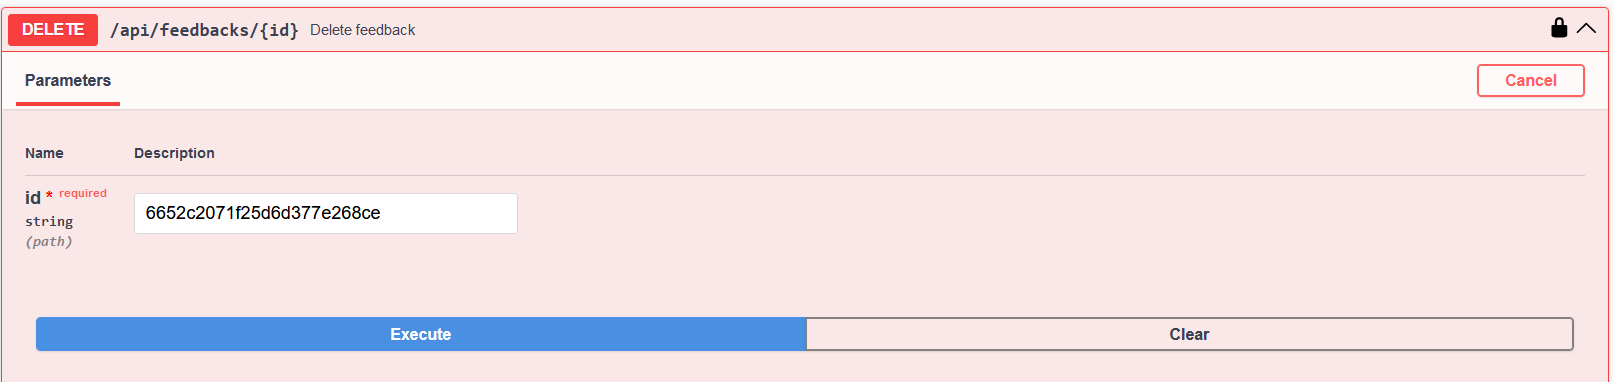 DELETE /api/feedbacks/{id} Delete feedback
Parameters Cancel
Name Description
id * required
6652c2071f25d6d377e268ce
string
(path)
Execute Clear